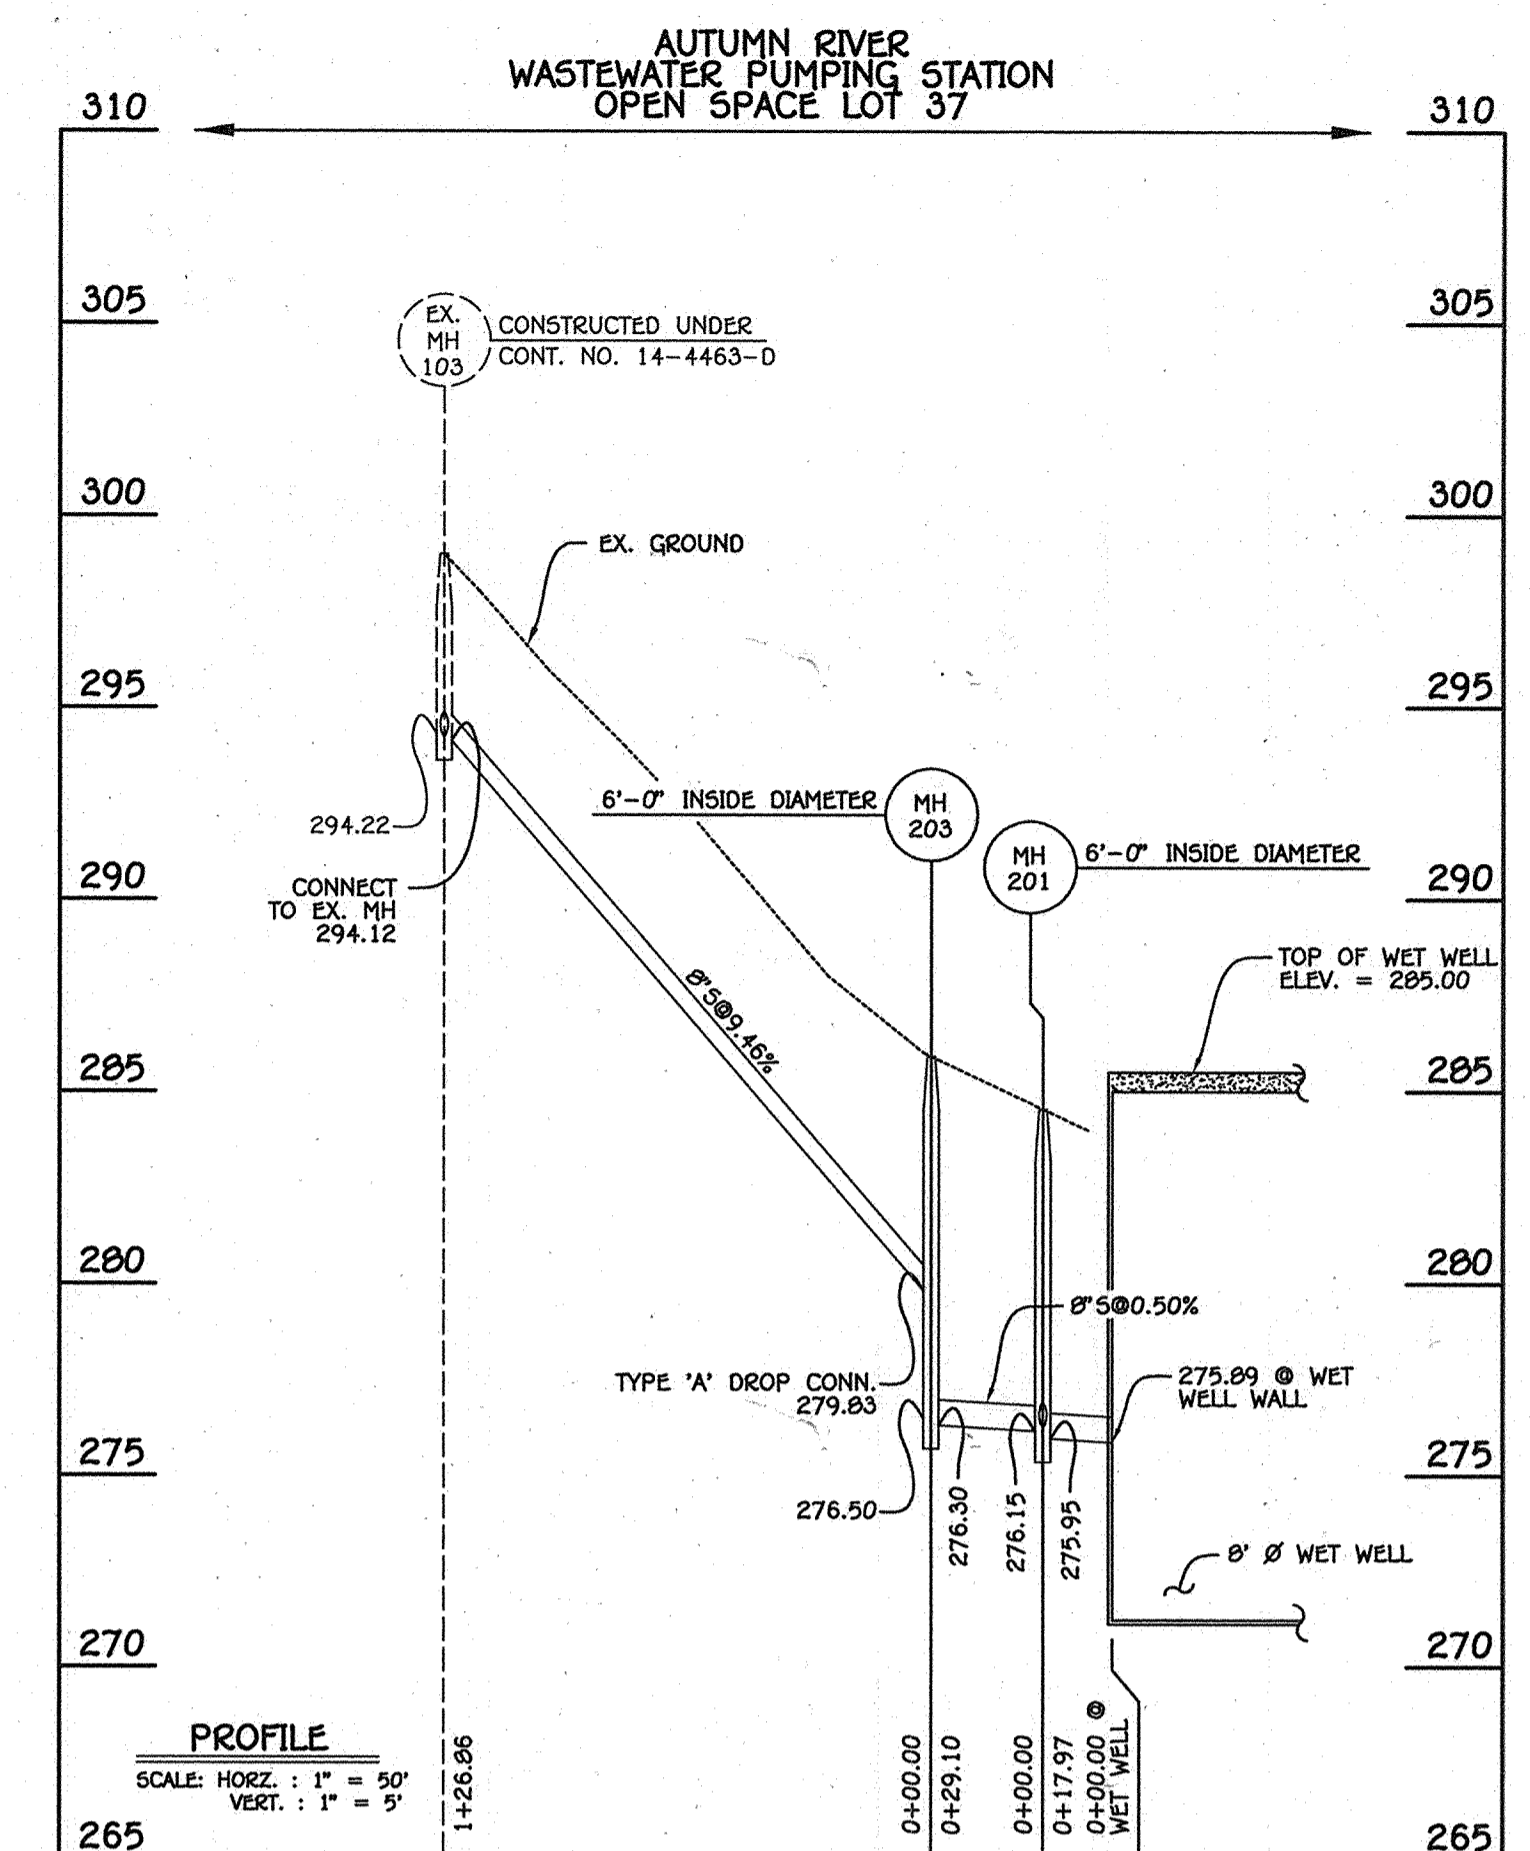 AUTUMN RIVER
WASTEWATER PUMPING STATION
OPEN SPACE LOT 37
310
310
305
305
EX.
MH
103
CONSTRUCTED UNDER
CONT. NO. 14-4463-D
300
300
EX. GROUND
295
295
6'-0" INSIDE DIAMETER
MH
203
294.22
MH
201
6'-0" INSIDE DIAMETER
290
290
CONNECT
TO EX. MH
294.12
TOP OF WET WELL
ELEV. = 285.00
8"S@9.46%
285
285
280
280
8"S@0.50%
TYPE 'A' DROP CONN.
279.83
275.89 @ WET
WELL WALL
275
275
276.50
276.30
276.15
275.95
8' Ø WET WELL
270
270
PROFILE
SCALE: HORZ. : 1" = 50'
VERT. : 1" = 5'
1+26.86
0+00.00
0+29.10
0+00.00
0+17.97
0+00.00 @
WET WELL
265
265